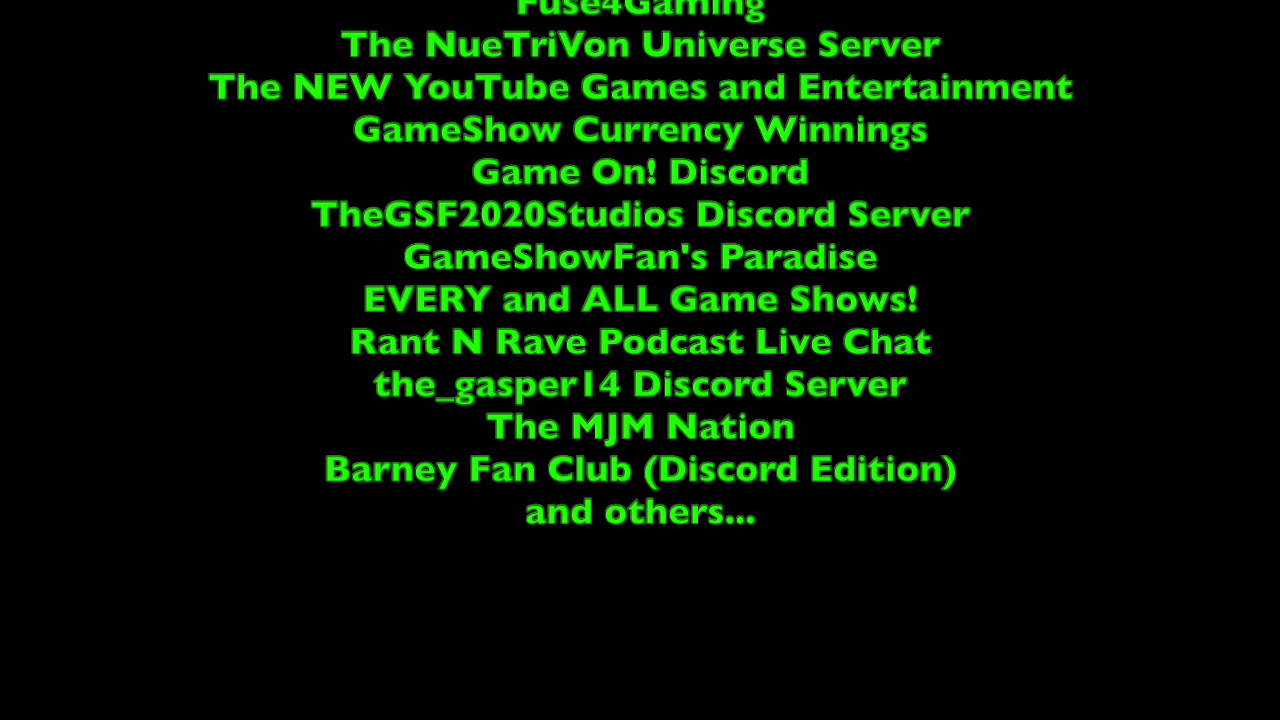 Fuse4Gaming
The NueTriVon Universe Server
The NEW YouTube Games and Entertainment
GameShow Currency Winnings
Game On! Discord
TheGSF2020Studios Discord Server
GameShowFan's Paradise
EVERY and ALL Game Shows!
Rant N Rave Podcast Live Chat
the_gasper14 Discord Server
The MJM Nation
Barney Fan Club (Discord Edition)
and others...